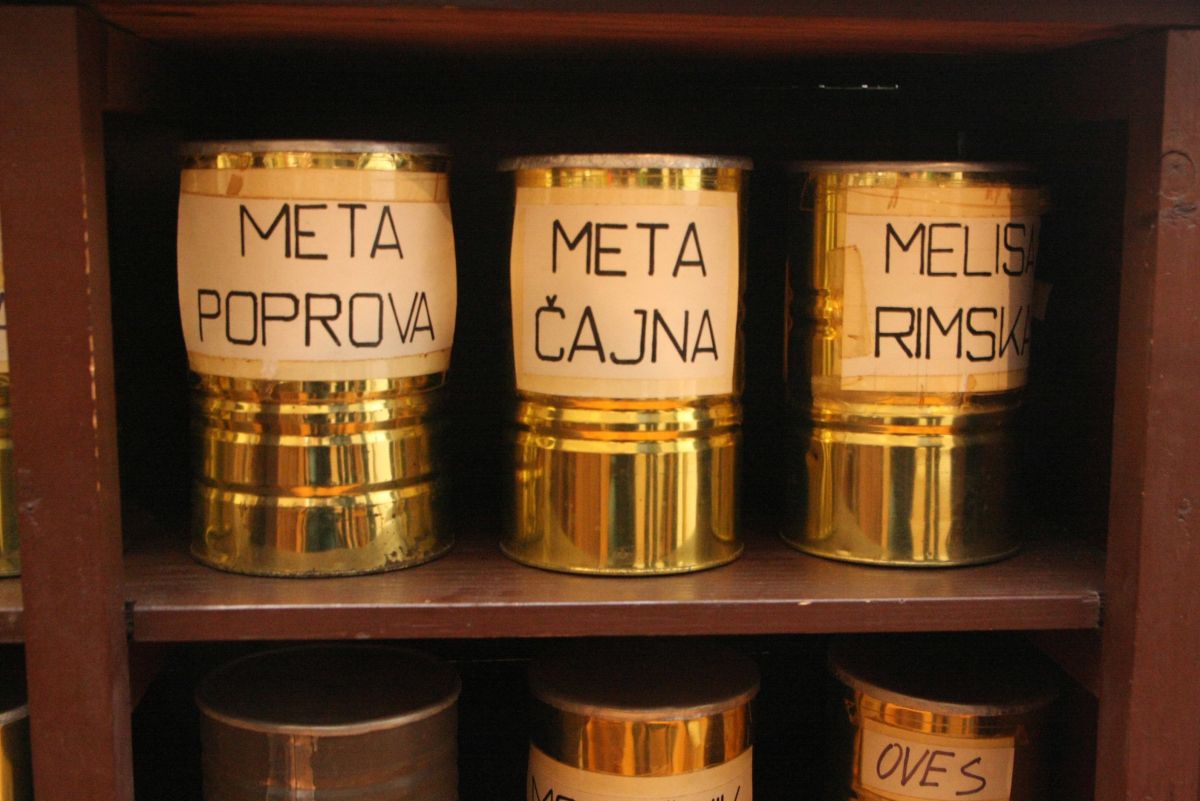 META
POPROVA
META
ČAJNA
MELISA
RIMSKA
OVES